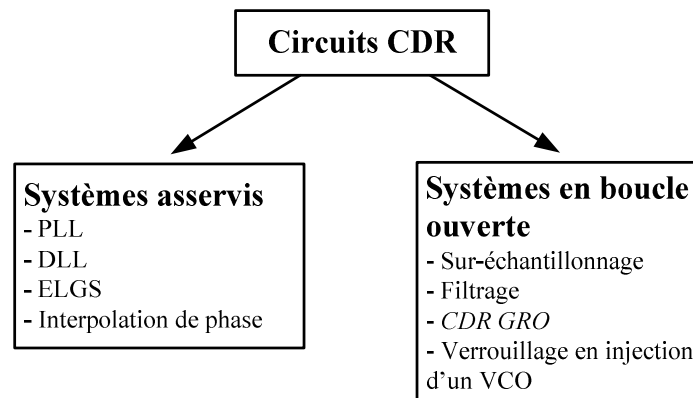 Circuits CDR
Systèmes asservis
- PLL
- DLL
- ELGS
- Interpolation de phase
Systèmes en boucle
ouverte
- Sur-échantillonnage
- Filtrage
- CDR GRO
- Verrouillage en injection
d'un VCO